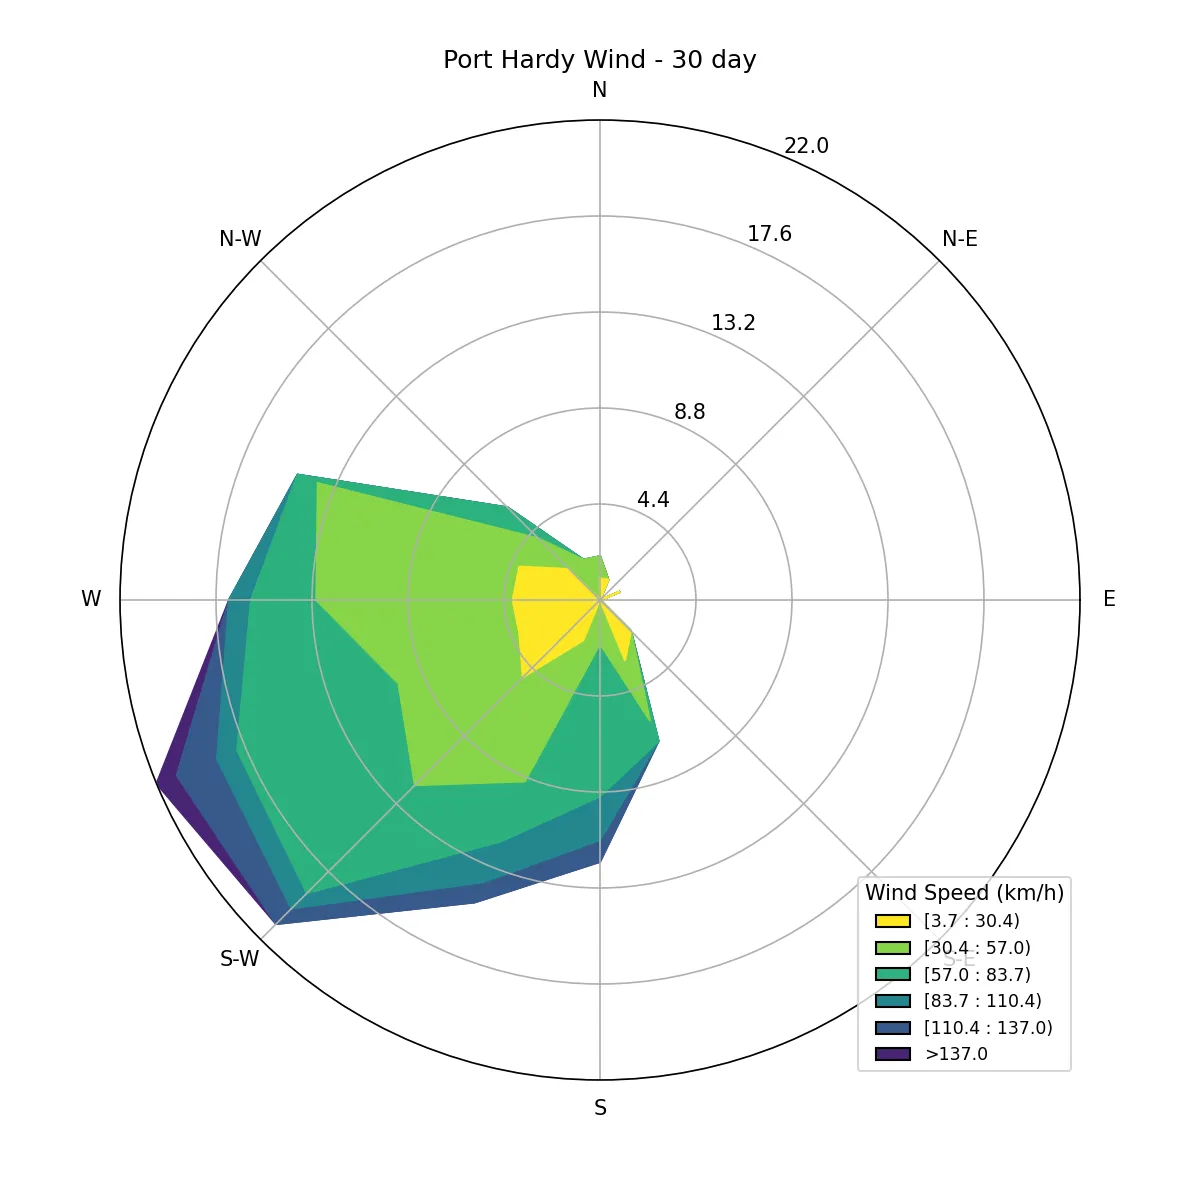 Port Hardy Wind - 30 day
N
22.0
17.6
N-W
N-E
13.2
8.8
4.4
W
E
Wind Speed (km/h)
[3.7 : 30.4)
[30.4 : 57.0)
S-W
S-E
[57.0 : 83.7)
[83.7 : 110.4)
[110.4 : 137.0)
>137.0
S